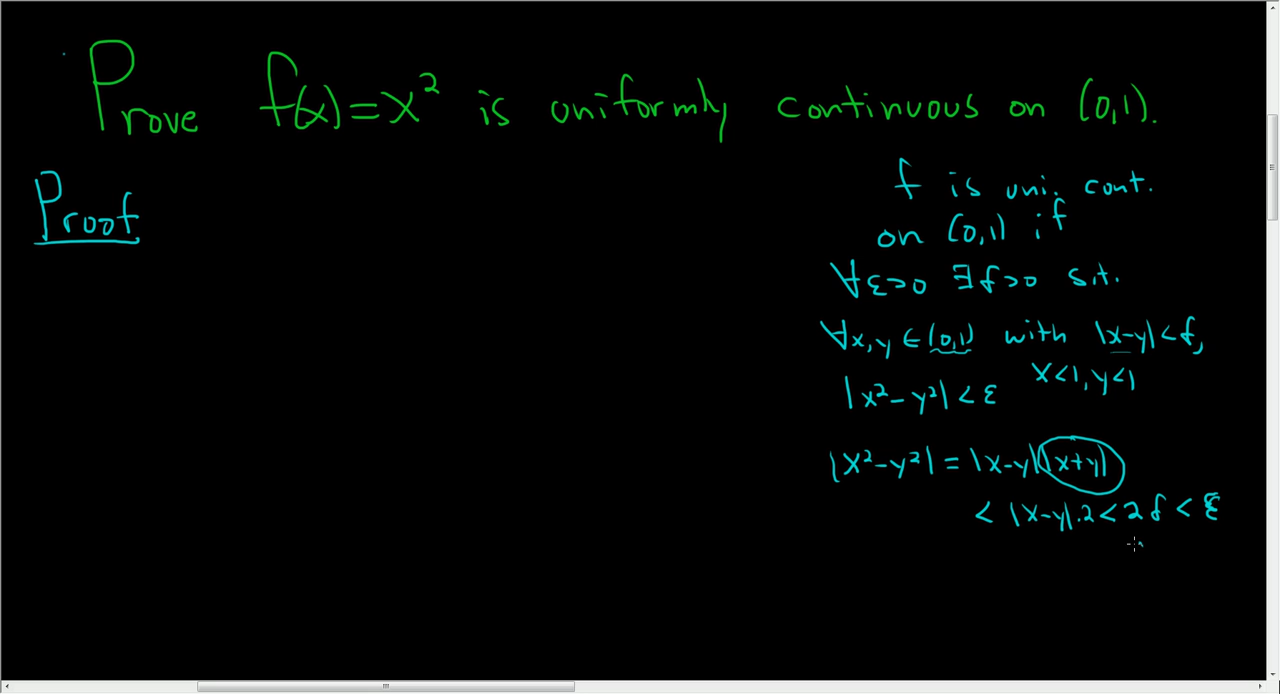 Prove f(x)=x² is uniformly continuous on (0,1).
Proof
f is uni. cont.
on (0,1) if
∀ε>0 ∃δ>0 s.t.
∀x,y ∈ (0,1) with |x-y|<δ,
x<1, y<1
|x²-y²|<ε
|x²-y²| = |x-y||x+y|
< |x-y|·2 < 2δ < ε